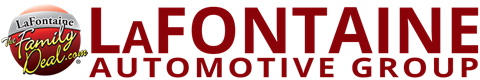 LaFontaine
The
Family
Deal.com
®
LAFONTAINE
AUTOMOTIVE GROUP